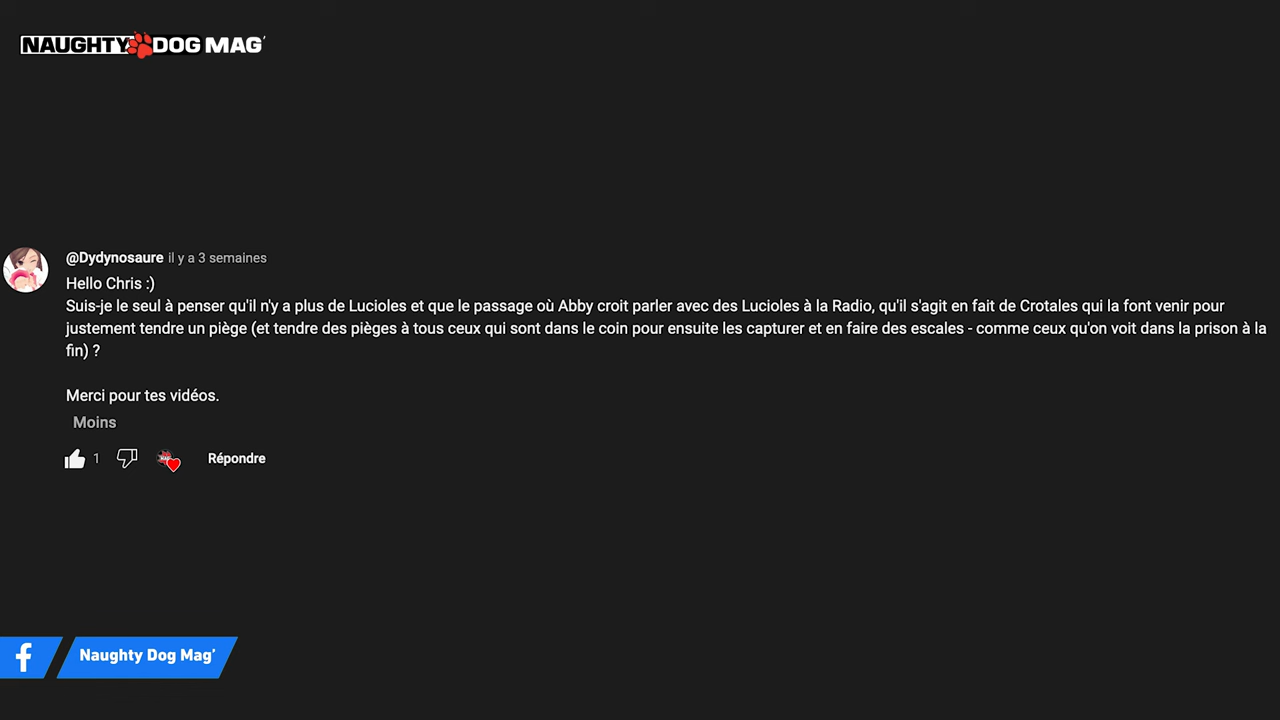 NAUGHTY DOG MAG'
@Dydynosaure il y a 3 semaines
Hello Chris :)
Suis-je le seul à penser qu'il n'y a plus de Lucioles et que le passage où Abby croit parler avec des Lucioles à la Radio, qu'il s'agit en fait de Crotales qui la font venir pour
justement tendre un piège (et tendre des pièges à tous ceux qui sont dans le coin pour ensuite les capturer et en faire des escales - comme ceux qu'on voit dans la prison à la
fin) ?
Merci pour tes vidéos.
Moins
1 Répondre
Naughty Dog Mag'